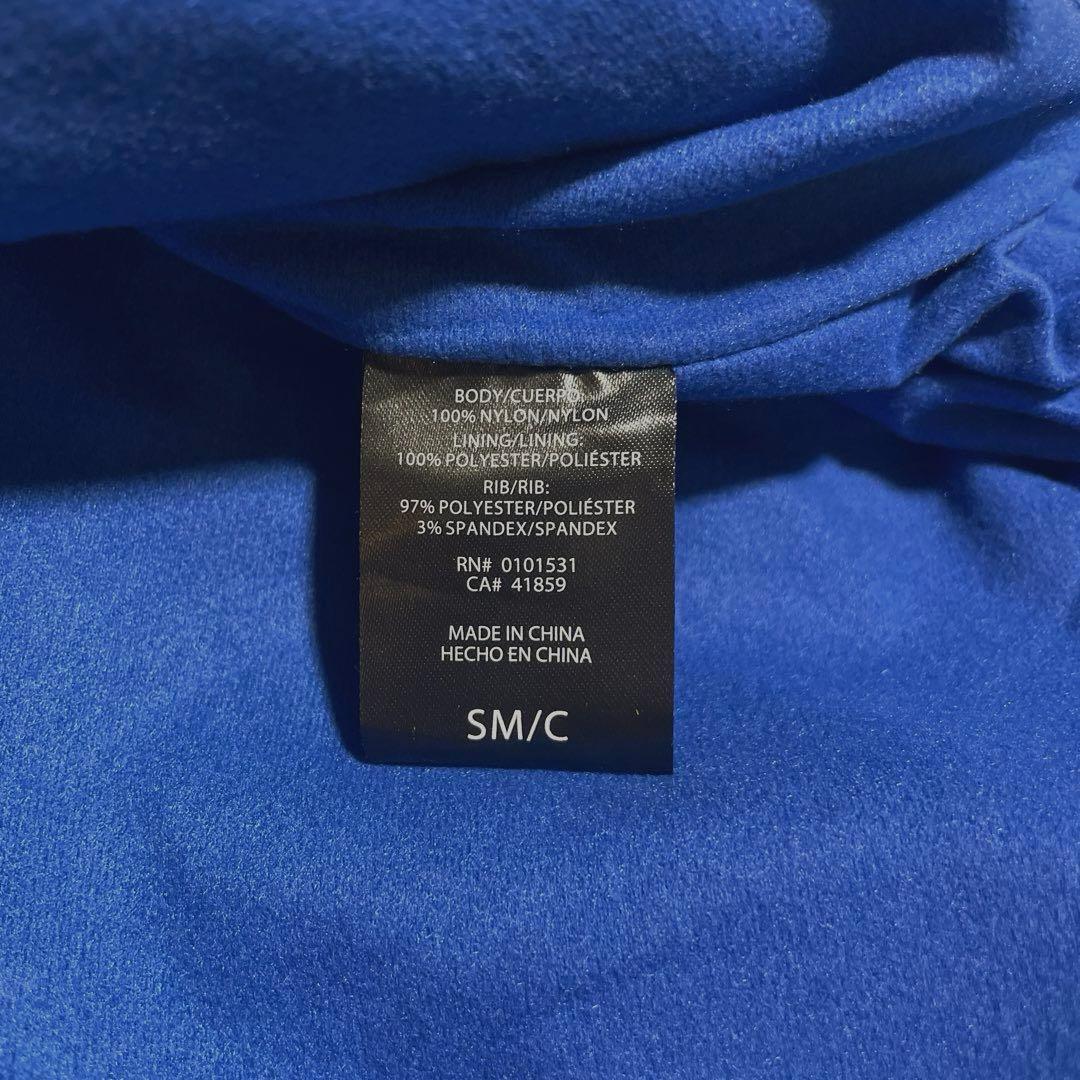 BODY/CUERPO:
100% NYLON/NYLON
LINING/LINING:
100% POLYESTER/POLIÉSTER
RIB/RIB:
97% POLYESTER/POLIÉSTER
3% SPANDEX/SPANDEX
RN# 0101531
CA# 41859
MADE IN CHINA
HECHO EN CHINA
SM/C